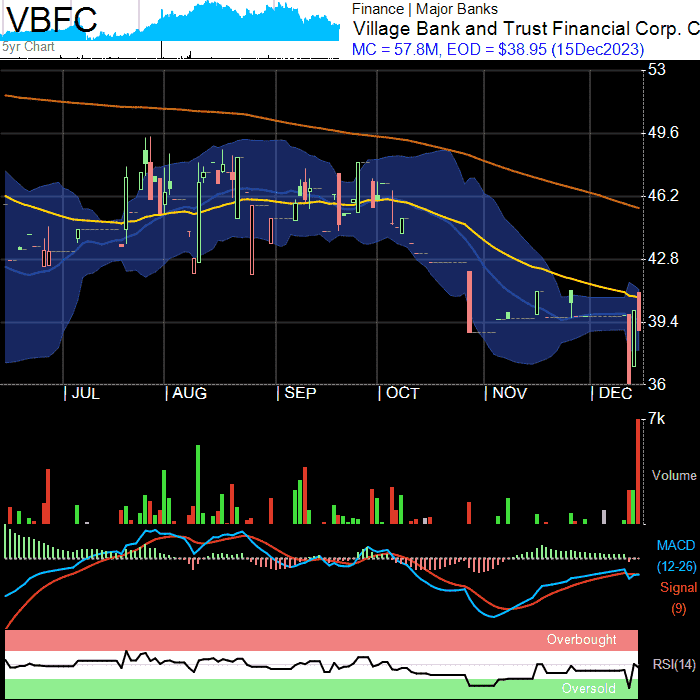 VBFC
5yr Chart
Finance | Major Banks
Village Bank and Trust Financial Corp. C
MC = 57.8M, EOD = $38.95 (15Dec2023)
53
49.6
46.2
42.8
39.4
36
| JUL | AUG | SEP | OCT | NOV | DEC
7k
Volume
MACD
(12-26)
Signal
(9)
Overbought
RSI(14)
Oversold